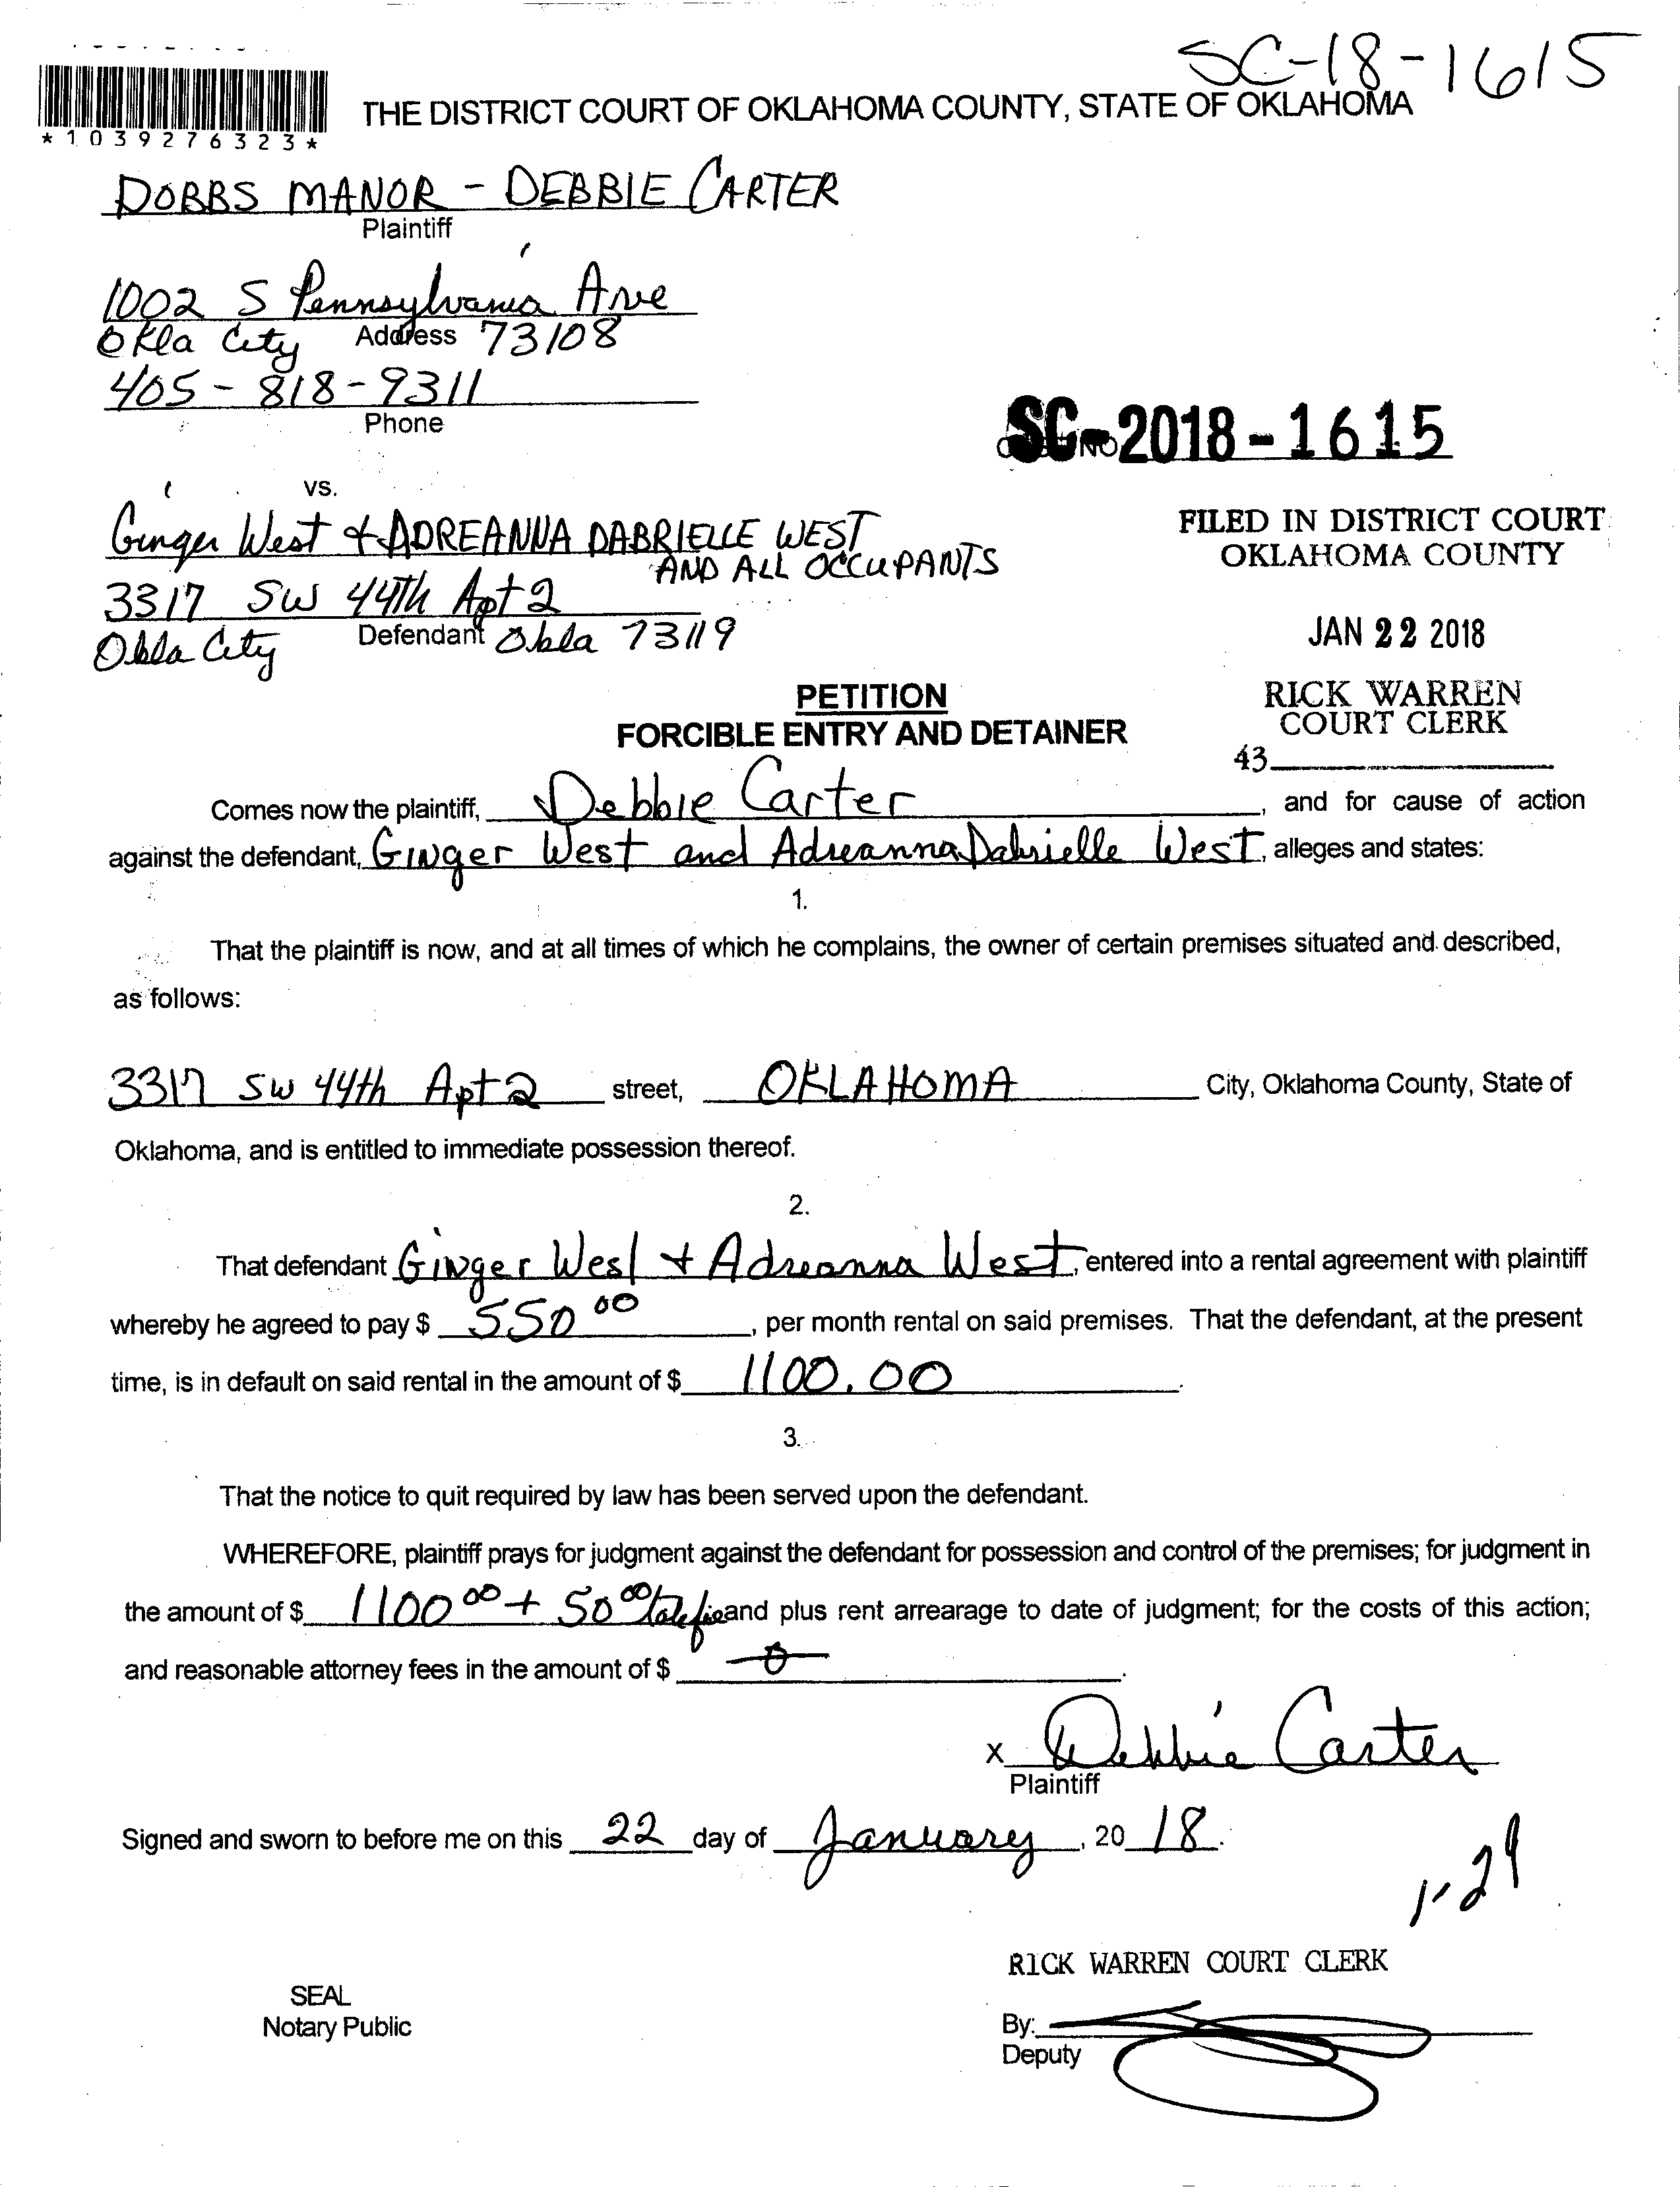 SC-18-1615
*1039276323*
THE DISTRICT COURT OF OKLAHOMA COUNTY, STATE OF OKLAHOMA
DOBBS MANOR - DEBBIE CARTER
Plaintiff
1002 S Pennsylvania Ave
Okla City Address 73108
405-818-9311
Phone
SC-2018-1615
vs.
Ginger West + ADREANNA DABRIELLE WEST
AND ALL OCCUPANTS
3317 SW 44Th Apt 2
Okla City Defendant Okla 73119
FILED IN DISTRICT COURT
OKLAHOMA COUNTY
JAN 22 2018
RICK WARREN
COURT CLERK
43
PETITION
FORCIBLE ENTRY AND DETAINER
Comes now the plaintiff, Debbie Carter, and for cause of action
against the defendant, Ginger West and Adreanna Dabrielle West, alleges and states:
1.
That the plaintiff is now, and at all times of which he complains, the owner of certain premises situated and described,
as follows:
3317 SW 44th Apt 2 street, OKLAHOMA City, Oklahoma County, State of
Oklahoma, and is entitled to immediate possession thereof.
2.
That defendant Ginger West + Adreanna West, entered into a rental agreement with plaintiff
whereby he agreed to pay $ 550 00, per month rental on said premises. That the defendant, at the present
time, is in default on said rental in the amount of $ 1100.00.
3.
That the notice to quit required by law has been served upon the defendant.
WHEREFORE, plaintiff prays for judgment against the defendant for possession and control of the premises; for judgment in
the amount of $ 1100 00 + 50 00 late fee and plus rent arrearage to date of judgment; for the costs of this action;
and reasonable attorney fees in the amount of $ 0.
x Debbie Carter
Plaintiff
Signed and sworn to before me on this 22 day of January, 2018.
1-29
RICK WARREN COURT CLERK
SEAL
Notary Public
By:
Deputy